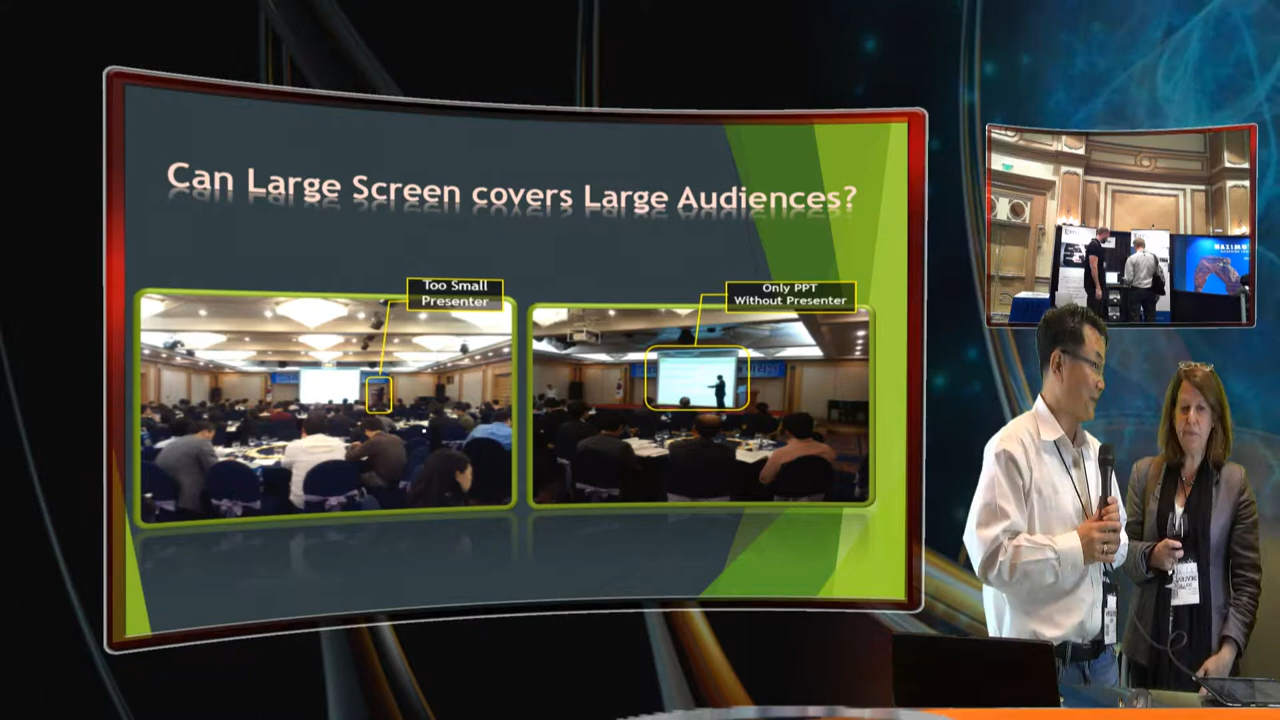 Can Large Screen covers Large Audiences?
Too Small
Presenter
Only PPT
Without Presenter